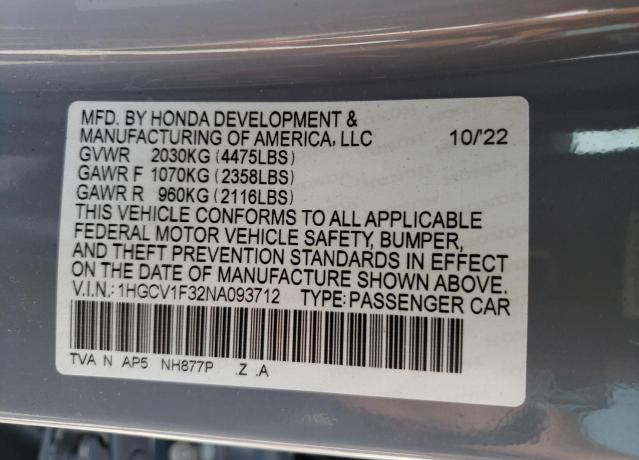 MFD. BY HONDA DEVELOPMENT &
MANUFACTURING OF AMERICA, LLC 10/'22
GVWR 2030KG (4475LBS)
GAWR F 1070KG (2358LBS)
GAWR R 960KG (2116LBS)
THIS VEHICLE CONFORMS TO ALL APPLICABLE
FEDERAL MOTOR VEHICLE SAFETY, BUMPER,
AND THEFT PREVENTION STANDARDS IN EFFECT
ON THE DATE OF MANUFACTURE SHOWN ABOVE.
V.I.N.: 1HGCV1F32NA093712 TYPE: PASSENGER CAR
TVA N AP5 NH877P .Z .A